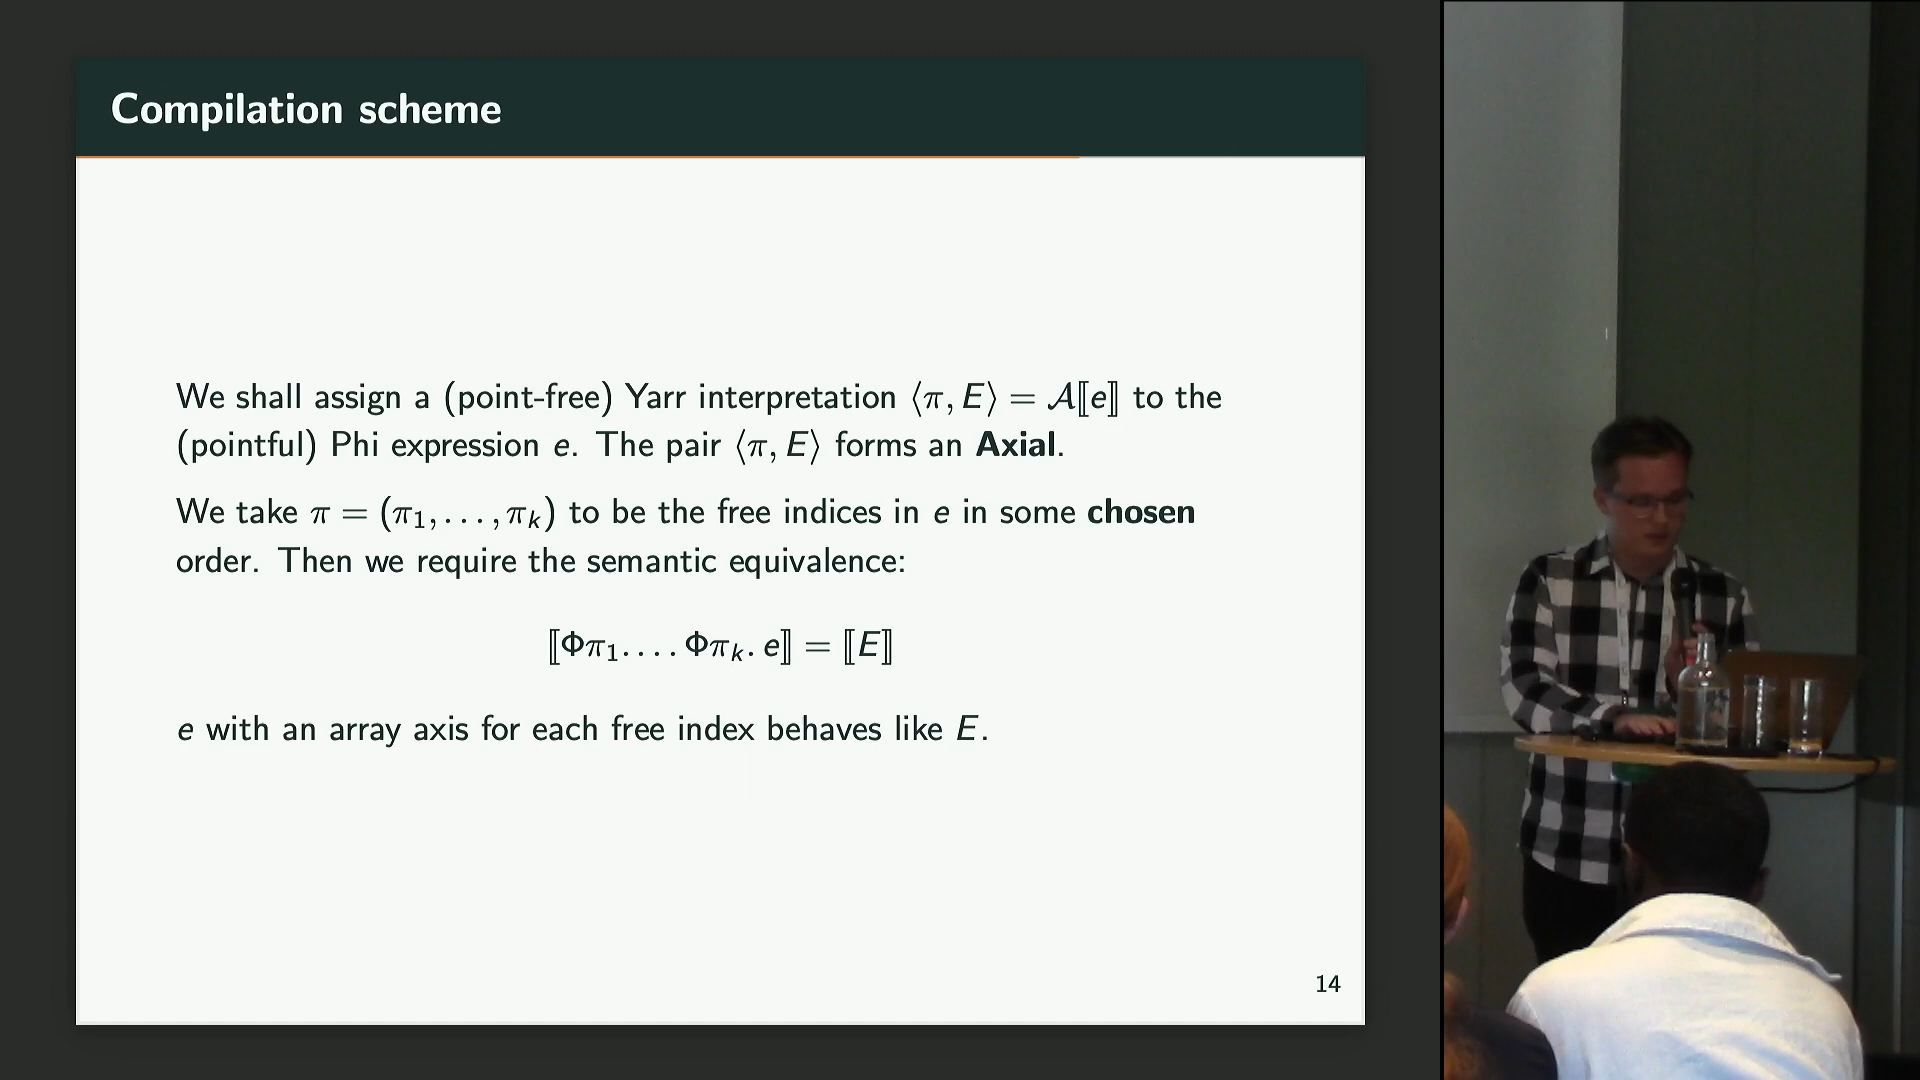 Compilation scheme
We shall assign a (point-free) Yarr interpretation ⟨π, E⟩ = 𝒜⟦e⟧ to the
(pointful) Phi expression e. The pair ⟨π, E⟩ forms an Axial.
We take π = (π₁, . . . , πₖ) to be the free indices in e in some chosen
order. Then we require the semantic equivalence:
⟦Φπ₁. . . . Φπₖ. e⟧ = ⟦E⟧
e with an array axis for each free index behaves like E.
14